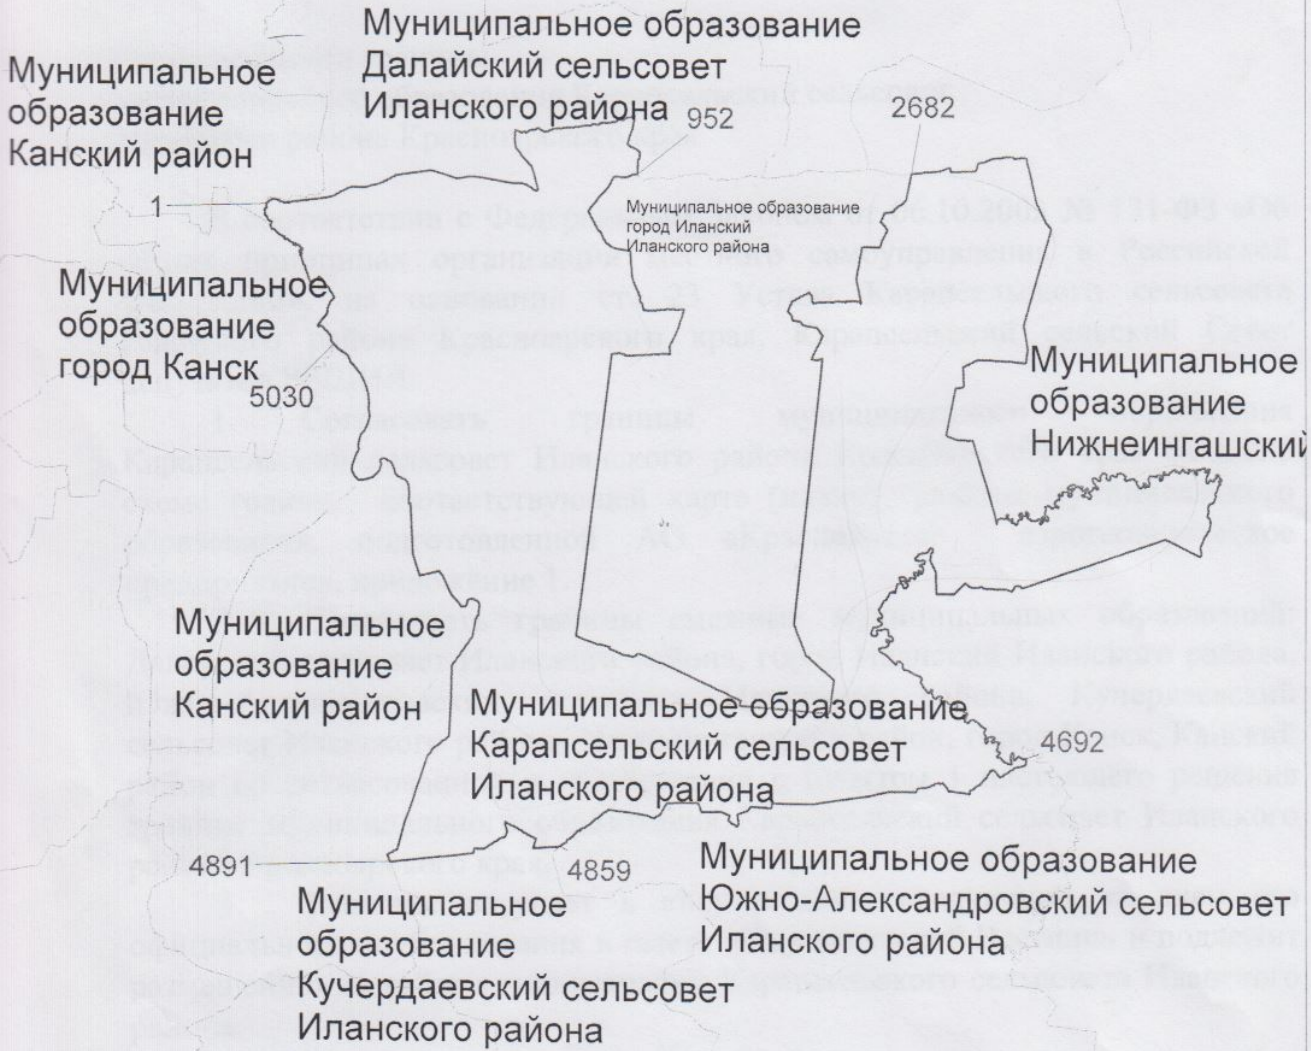 Муниципальное образование
Далайский сельсовет
Иланского района
Муниципальное
образование
Канский район
952
2682
1
Муниципальное образование
город Иланский
Иланского района
Муниципальное
образование
город Канск
5030
Муниципальное
образование
Нижнеингашский
Муниципальное
образование
Канский район
Муниципальное образование
Карапсельский сельсовет
Иланского района
4692
4891
4859
Муниципальное
образование
Кучердаевский сельсовет
Иланского района
Муниципальное образование
Южно-Александровский сельсовет
Иланского района